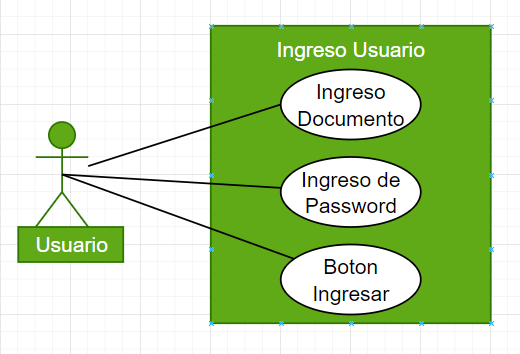 Ingreso Usuario
Ingreso
Documento
Ingreso de
Password
Boton
Ingresar
Usuario